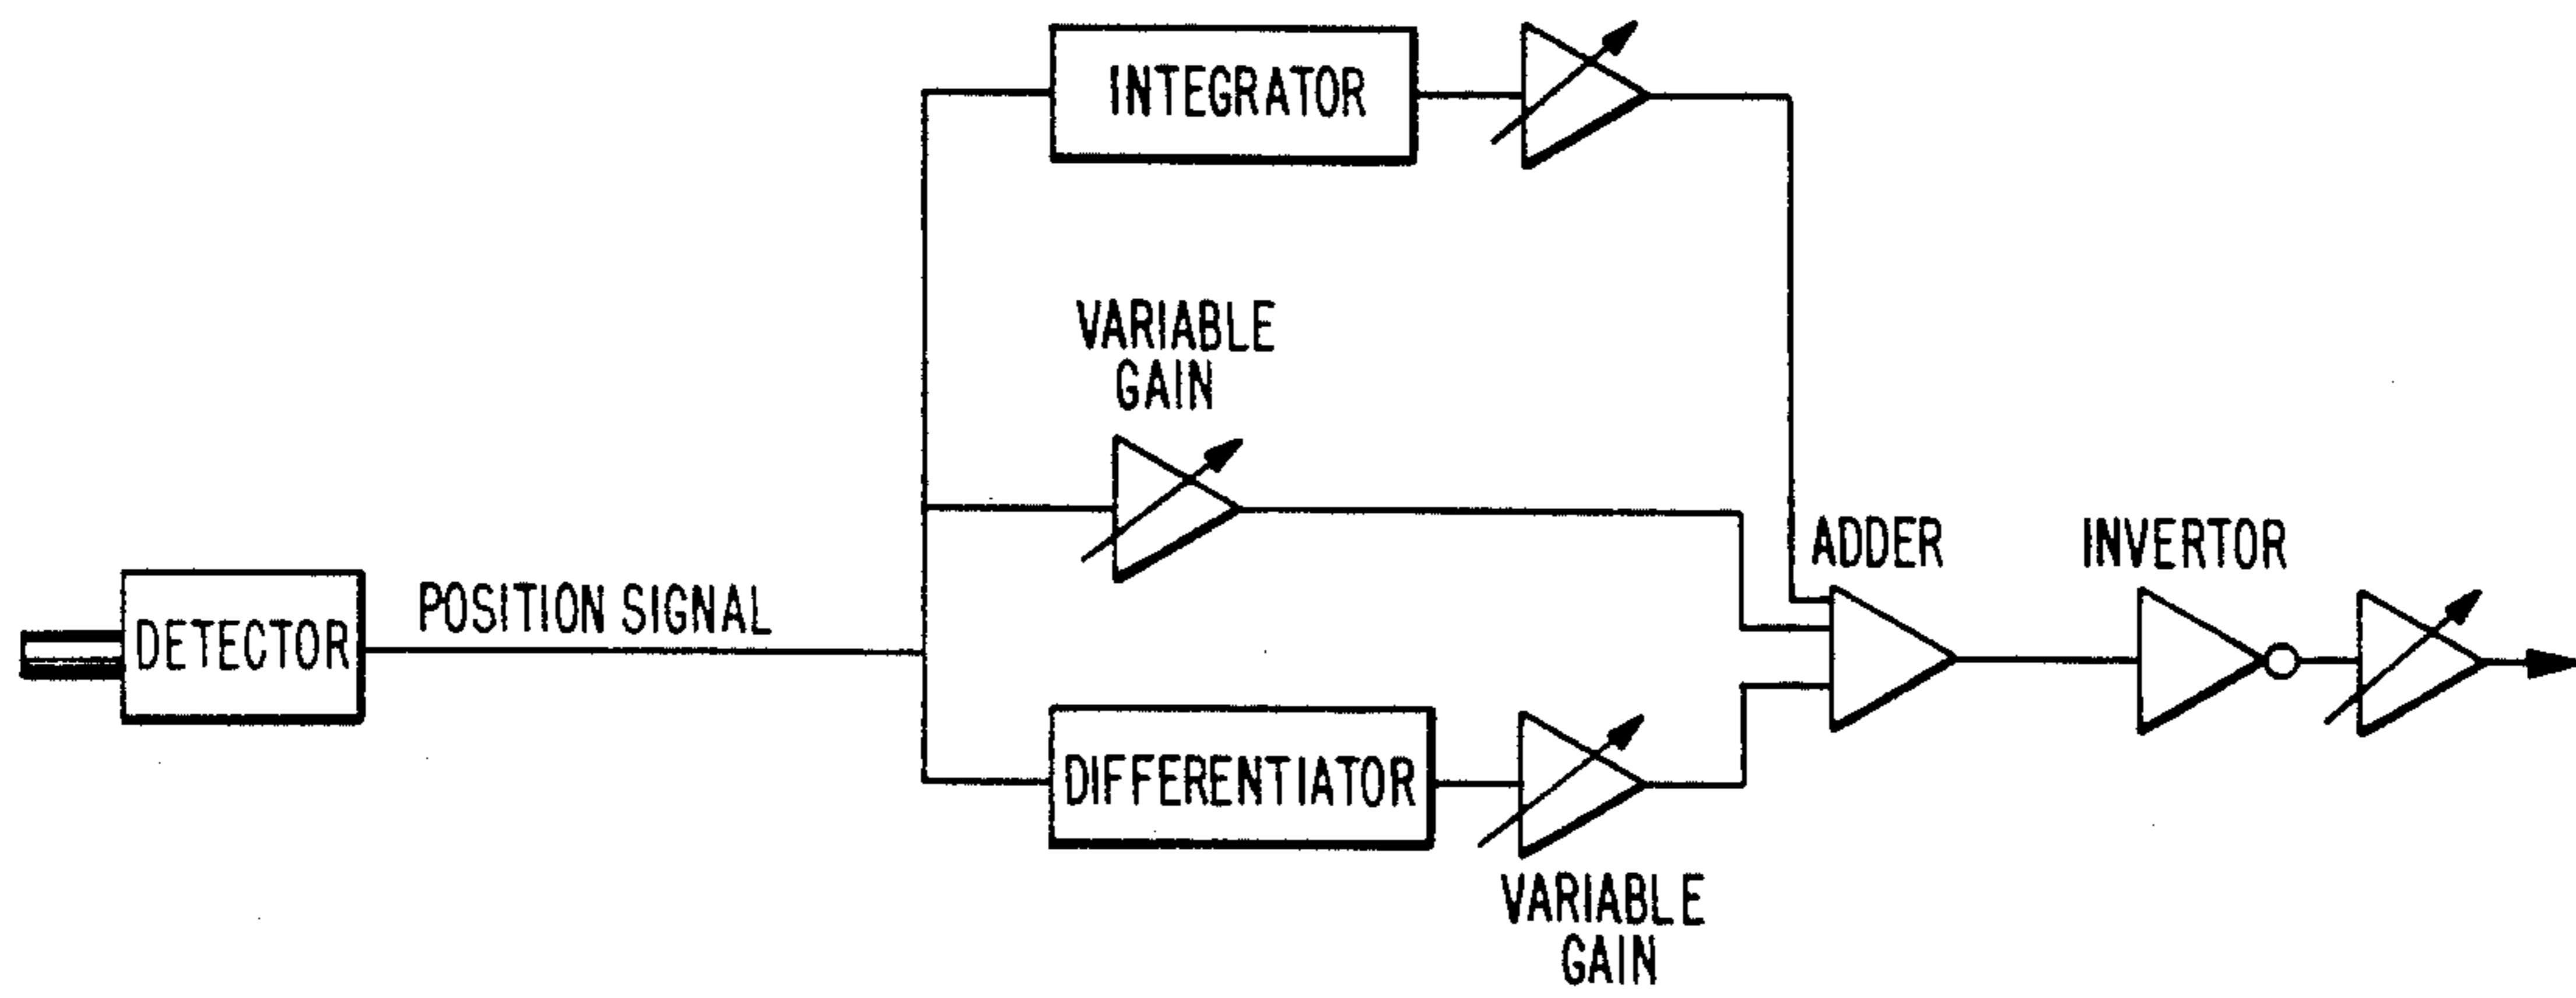 INTEGRATOR
VARIABLE
GAIN
ADDER
INVERTOR
POSITION SIGNAL
DETECTOR
DIFFERENTIATOR
VARIABLE
GAIN